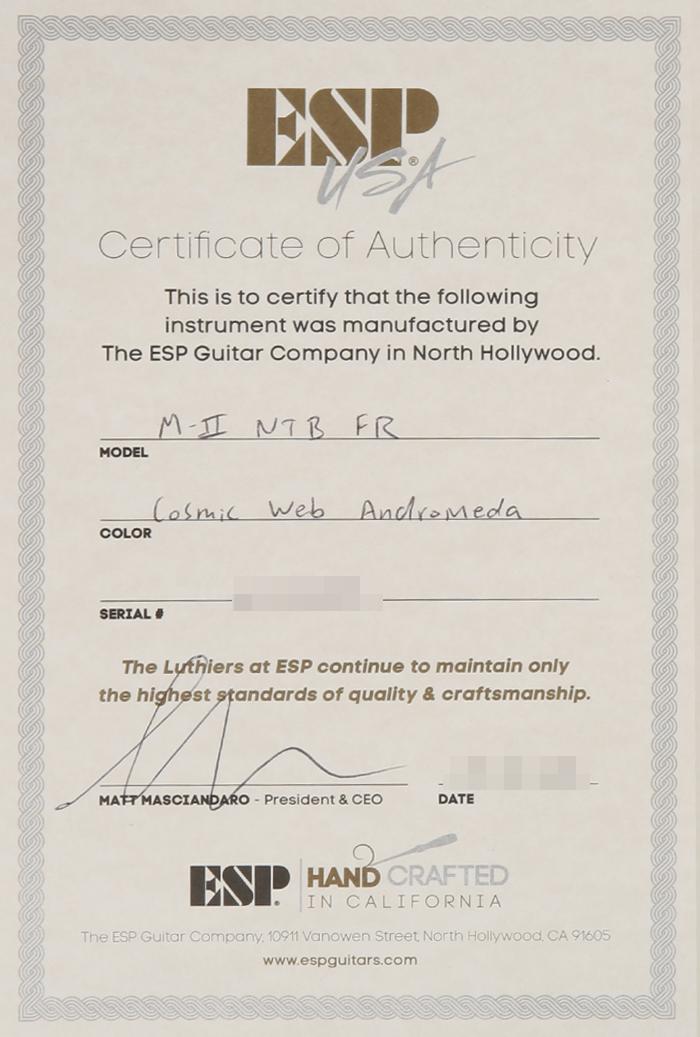 ESP®
USA
Certificate of Authenticity
This is to certify that the following
instrument was manufactured by
The ESP Guitar Company in North Hollywood.
M-II NTB FR
MODEL
Cosmic Web Andromeda
COLOR
SERIAL #
The Luthiers at ESP continue to maintain only
the highest standards of quality & craftsmanship.
MATT MASCIANDARO - President & CEO DATE
ESP® HAND CRAFTED
IN CALIFORNIA
The ESP Guitar Company, 10911 Vanowen Street, North Hollywood, CA 91605
www.espguitars.com